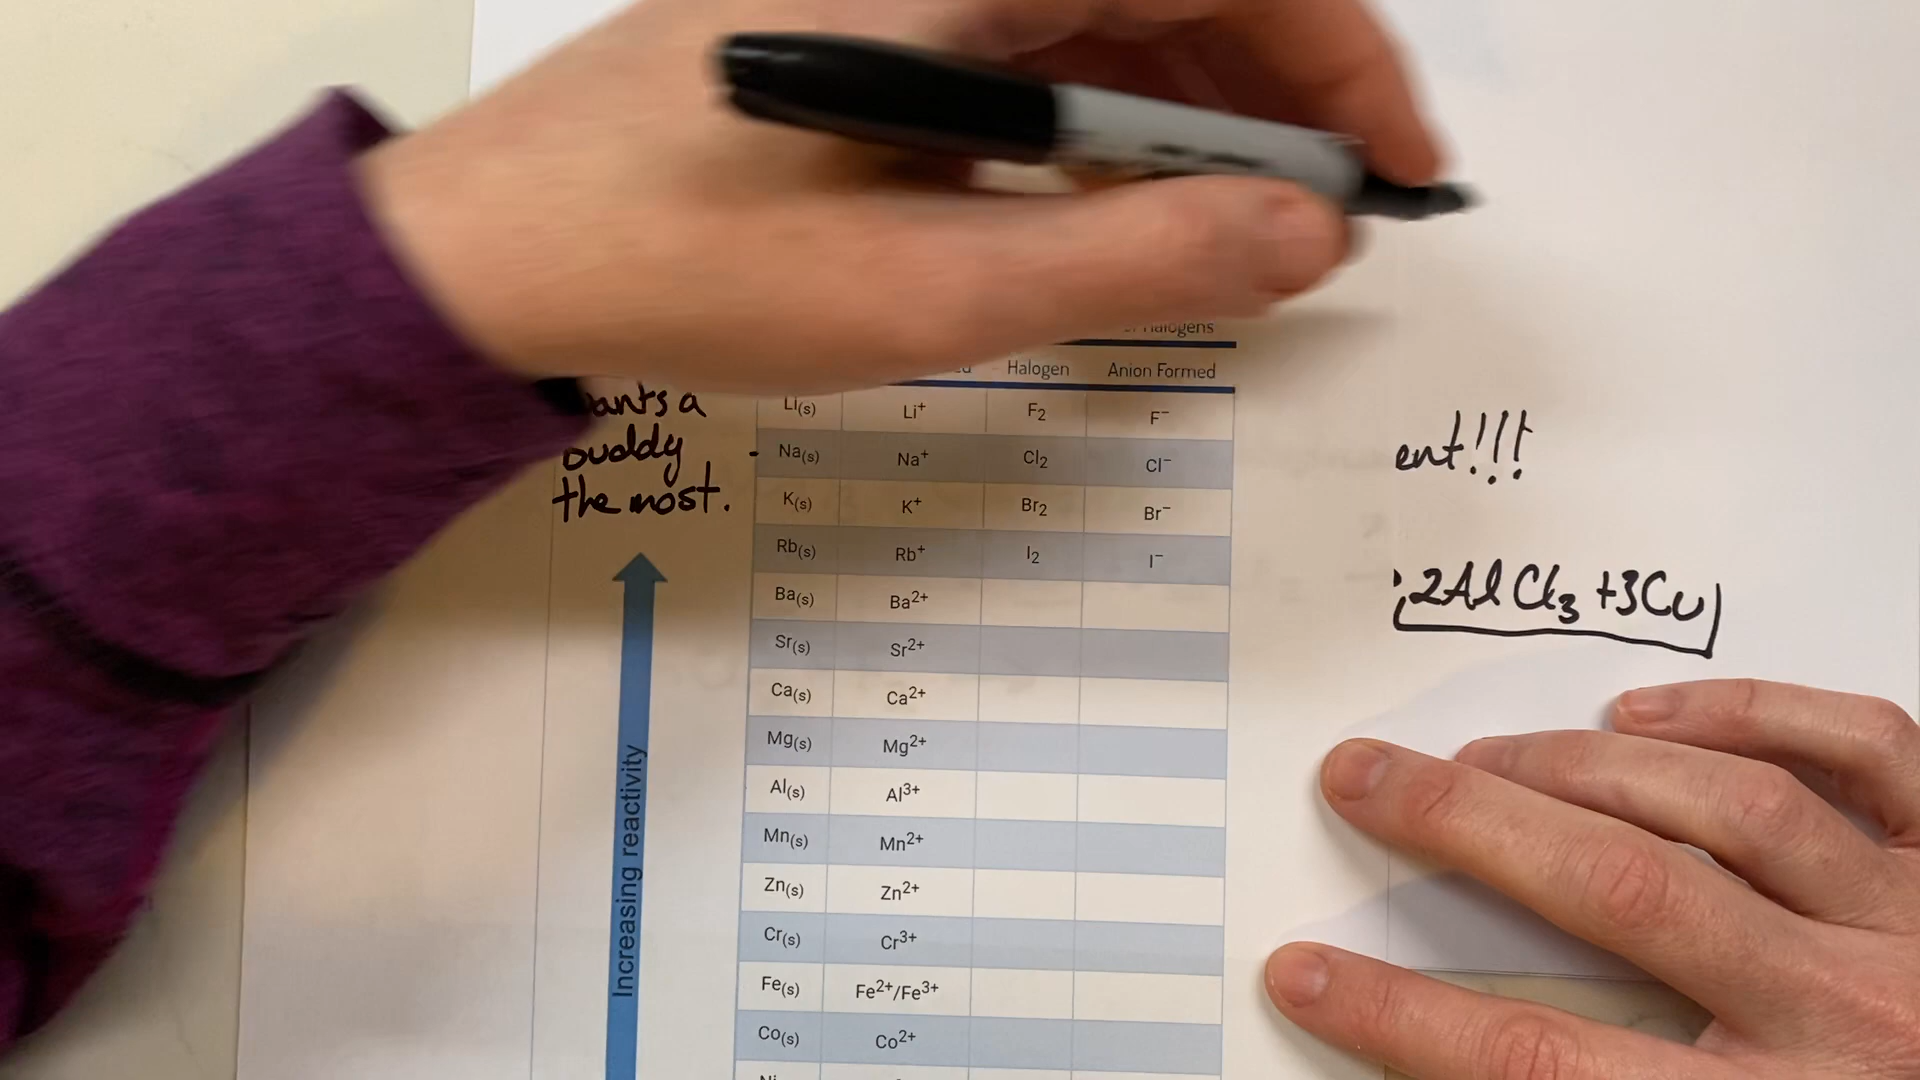 Halogens
Halogen Anion Formed
wants a
buddy
the most.
Li(s) Li⁺ F₂ F⁻
Na(s) Na⁺ Cl₂ Cl⁻
K(s) K⁺ Br₂ Br⁻
Rb(s) Rb⁺ I₂ I⁻
Ba(s) Ba²⁺
Sr(s) Sr²⁺
Ca(s) Ca²⁺
Mg(s) Mg²⁺
Al(s) Al³⁺
Mn(s) Mn²⁺
Zn(s) Zn²⁺
Cr(s) Cr³⁺
Fe(s) Fe²⁺/Fe³⁺
Co(s) Co²⁺
Increasing reactivity
ent!!!
2AlCl₃ +3Cu